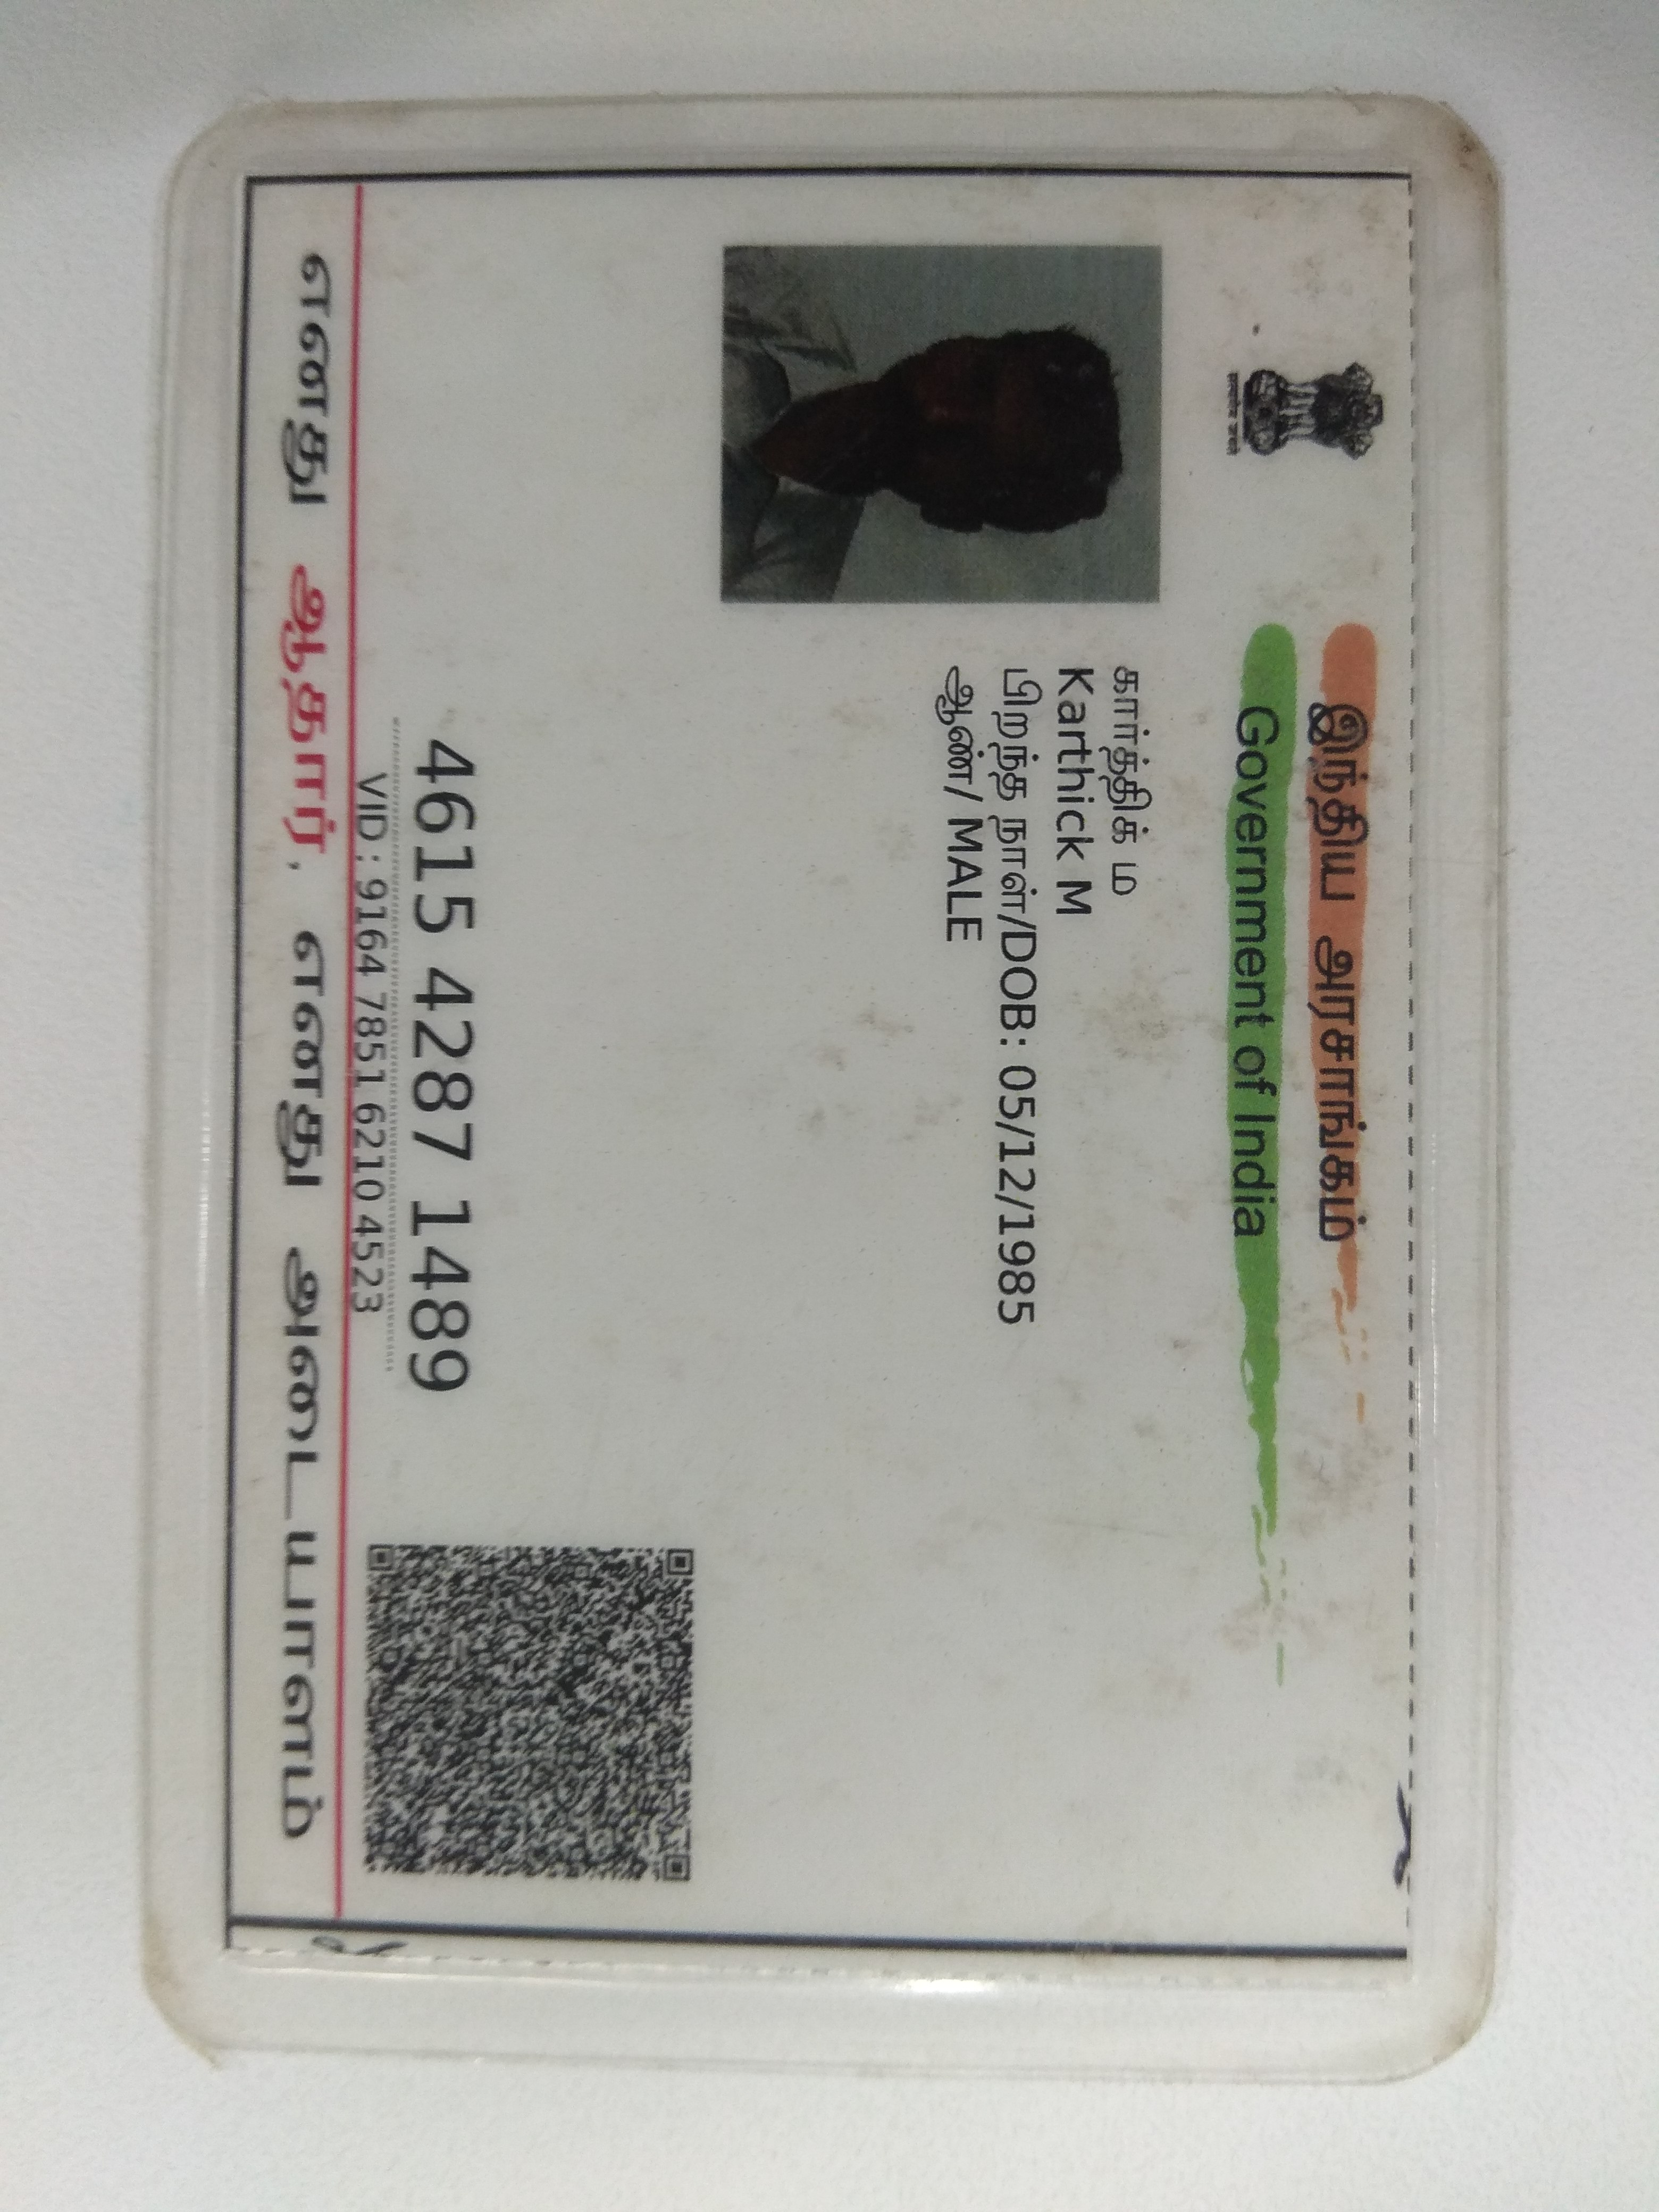 இந்திய அரசாங்கம்
Government of India
கார்த்திக் ம
Karthick M
பிறந்த நாள்/DOB: 05/12/1985
ஆண்/ MALE
4615 4287 1489
VID : 9164 7851 6210 4523
எனது ஆதார், எனது அடையாளம்